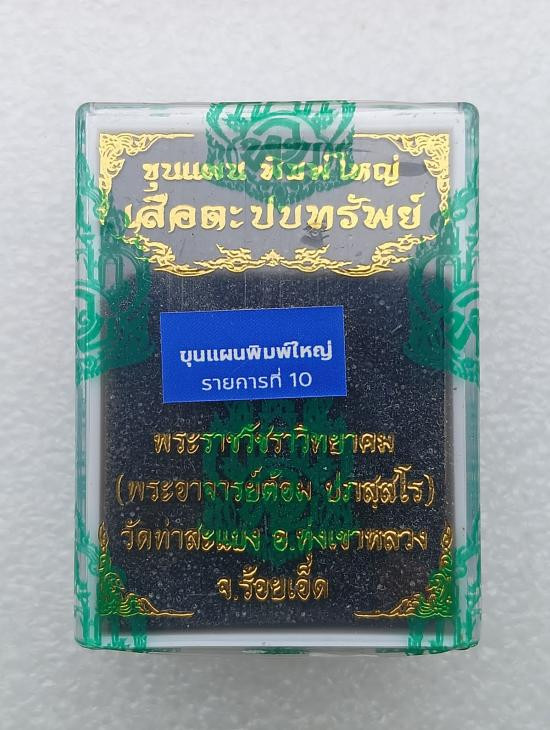 ขุนแผน พิมพ์ใหญ่
เสือตะปบทรัพย์
ขุนแผนพิมพ์ใหญ่
รายการที่ 10
พระราชวัชราวิทยาคม
(พระอาจารย์ต้อม ปภาสฺสโร)
วัดท่าสะแบง อ.ทุ่งเขาหลวง
จ.ร้อยเอ็ด